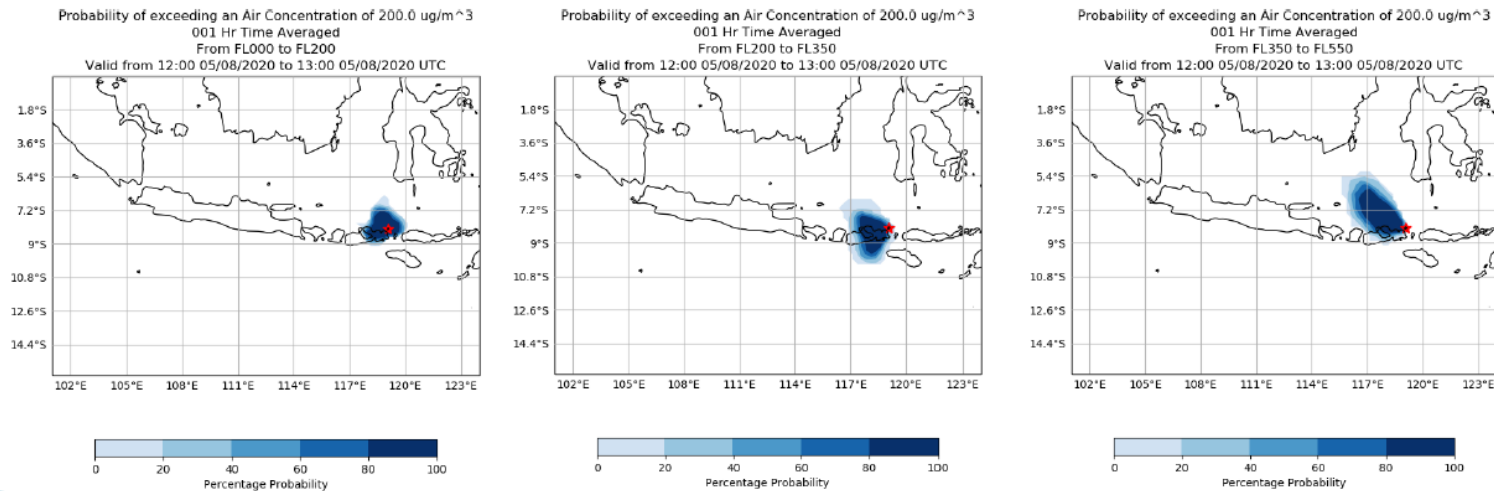 Probability of exceeding an Air Concentration of 200.0 ug/m^3
001 Hr Time Averaged
From FL000 to FL200
Valid from 12:00 05/08/2020 to 13:00 05/08/2020 UTC
1.8°S
3.6°S
5.4°S
7.2°S
9°S
10.8°S
12.6°S
14.4°S
102°E 105°E 108°E 111°E 114°E 117°E 120°E 123°E
0 20 40 60 80 100
Percentage Probability
Probability of exceeding an Air Concentration of 200.0 ug/m^3
001 Hr Time Averaged
From FL200 to FL350
Valid from 12:00 05/08/2020 to 13:00 05/08/2020 UTC
1.8°S
3.6°S
5.4°S
7.2°S
9°S
10.8°S
12.6°S
14.4°S
102°E 105°E 108°E 111°E 114°E 117°E 120°E 123°E
0 20 40 60 80 100
Percentage Probability
Probability of exceeding an Air Concentration of 200.0 ug/m^3
001 Hr Time Averaged
From FL350 to FL550
Valid from 12:00 05/08/2020 to 13:00 05/08/2020 UTC
1.8°S
3.6°S
5.4°S
7.2°S
9°S
10.8°S
12.6°S
14.4°S
102°E 105°E 108°E 111°E 114°E 117°E 120°E 123°E
0 20 40 60 80 100
Percentage Probability